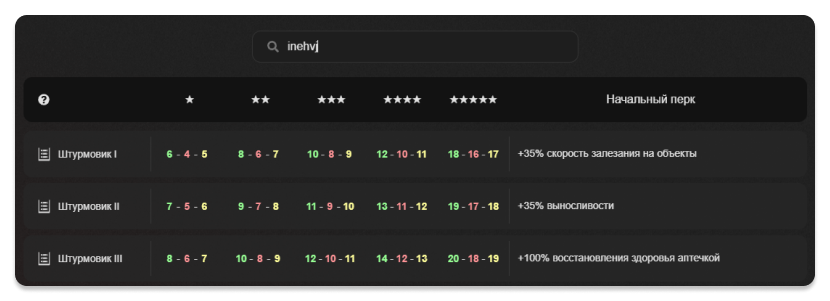 inehvj
★ ★★ ★★★ ★★★★ ★★★★★ Начальный перк
Штурмовик I 6 - 4 - 5 8 - 6 - 7 10 - 8 - 9 12 - 10 - 11 18 - 16 - 17 +35% скорость залезания на объекты
Штурмовик II 7 - 5 - 6 9 - 7 - 8 11 - 9 - 10 13 - 11 - 12 19 - 17 - 18 +35% выносливости
Штурмовик III 8 - 6 - 7 10 - 8 - 9 12 - 10 - 11 14 - 12 - 13 20 - 18 - 19 +100% восстановления здоровья аптечкой